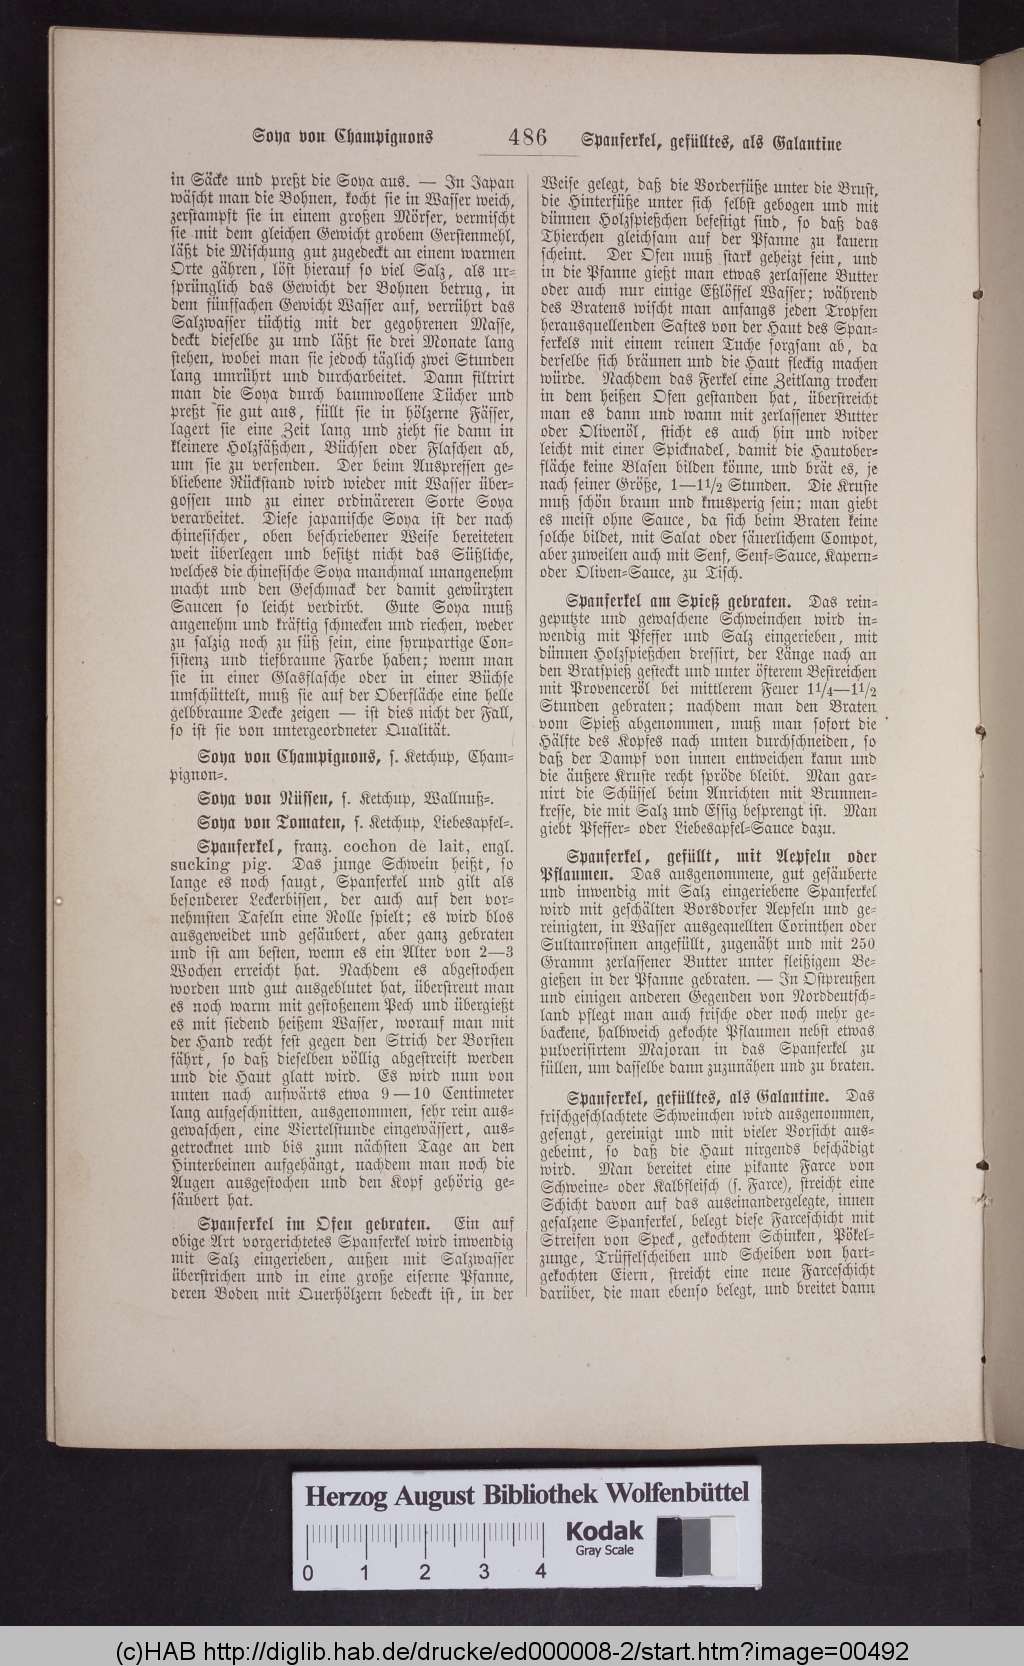 Soya von Champignons
486
Spanferkel, gefülltes, als Galantine
in Säcke und preßt die Soya aus. — In Japan
wäscht man die Bohnen, kocht sie in Wasser weich,
zerstampft sie in einem großen Mörser, vermischt
sie mit dem gleichen Gewicht grobem Gerstenmehl,
läßt die Mischung gut zugedeckt an einem warmen
Orte gähren, löst hierauf so viel Salz, als ur-
sprünglich das Gewicht der Bohnen betrug, in
dem fünffachen Gewicht Wasser auf, verrührt das
Salzwasser tüchtig mit der gegohrenen Masse,
deckt dieselbe zu und läßt sie drei Monate lang
stehen, wobei man sie jedoch täglich zwei Stunden
lang umrührt und durcharbeitet. Dann filtrirt
man die Soya durch baumwollene Tücher und
preßt sie gut aus, füllt sie in hölzerne Fässer,
lagert sie eine Zeit lang und zieht sie dann in
kleinere Holzfäßchen, Büchsen oder Flaschen ab,
um sie zu versenden. Der beim Auspressen ge-
bliebene Rückstand wird wieder mit Wasser über-
gossen und zu einer ordinäreren Sorte Soya
verarbeitet. Diese japanische Soya ist der nach
chinesischer, oben beschriebener Weise bereiteten
weit überlegen und besitzt nicht das Süßliche,
welches die chinesische Soya manchmal unangenehm
macht und den Geschmack der damit gewürzten
Saucen so leicht verdirbt. Gute Soya muß
angenehm und kräftig schmecken und riechen, weder
zu salzig noch zu süß sein, eine syrupartige Con-
sistenz und tiefbraune Farbe haben; wenn man
sie in einer Glasflasche oder in einer Büchse
umschüttelt, muß sie auf der Oberfläche eine helle
gelbbraune Decke zeigen — ist dies nicht der Fall,
so ist sie von untergeordneter Qualität.
Soya von Champignons, s. Ketchup, Cham-
pignon-.
Soya von Nüssen, s. Ketchup, Wallnuß-.
Soya von Tomaten, s. Ketchup, Liebesapfel-.
Spanferkel, franz. cochon de lait, engl.
sucking pig. Das junge Schwein heißt, so
lange es noch saugt, Spanferkel und gilt als
besonderer Leckerbissen, der auch auf den vor-
nehmsten Tafeln eine Rolle spielt; es wird blos
ausgeweidet und gesäubert, aber ganz gebraten
und ist am besten, wenn es ein Alter von 2—3
Wochen erreicht hat. Nachdem es abgestochen
worden und gut ausgeblutet hat, überstreut man
es noch warm mit gestoßenem Pech und übergießt
es mit siedend heißem Wasser, worauf man mit
der Hand recht fest gegen den Strich der Borsten
fährt, so daß dieselben völlig abgestreift werden
und die Haut glatt wird. Es wird nun von
unten nach aufwärts etwa 9—10 Centimeter
lang aufgeschnitten, ausgenommen, sehr rein aus-
gewaschen, eine Viertelstunde eingewässert, aus-
getrocknet und bis zum nächsten Tage an den
Hinterbeinen aufgehängt, nachdem man noch die
Augen ausgestochen und den Kopf gehörig ge-
säubert hat.
Spanferkel im Ofen gebraten. Ein auf
obige Art vorgerichtetes Spanferkel wird inwendig
mit Salz eingerieben, außen mit Salzwasser
überstrichen und in eine große eiserne Pfanne,
deren Boden mit Querhölzern bedeckt ist, in der
Weise gelegt, daß die Vorderfüße unter die Brust,
die Hinterfüße unter sich selbst gebogen und mit
dünnen Holzspießchen befestigt sind, so daß das
Thierchen gleichsam auf der Pfanne zu kauern
scheint. Der Ofen muß stark geheizt sein, und
in die Pfanne gießt man etwas zerlassene Butter
oder auch nur einige Eßlöffel Wasser; während
des Bratens wischt man anfangs jeden Tropfen
herausquellenden Saftes von der Haut des Span-
ferkels mit einem reinen Tuche sorgsam ab, da
derselbe sich bräunen und die Haut fleckig machen
würde. Nachdem das Ferkel eine Zeitlang trocken
in dem heißen Ofen gestanden hat, überstreicht
man es dann und wann mit zerlassener Butter
oder Olivenöl, sticht es auch hin und wider
leicht mit einer Spicknadel, damit die Hautober-
fläche keine Blasen bilden könne, und brät es, je
nach seiner Größe, 1—1½ Stunden. Die Kruste
muß schön braun und knusperig sein; man giebt
es meist ohne Sauce, da sich beim Braten keine
solche bildet, mit Salat oder säuerlichem Compot,
aber zuweilen auch mit Senf, Senf-Sauce, Kapern-
oder Oliven-Sauce, zu Tisch.
Spanferkel am Spieß gebraten. Das rein-
geputzte und gewaschene Schweinchen wird in-
wendig mit Pfeffer und Salz eingerieben, mit
dünnen Holzspießchen dressirt, der Länge nach an
den Bratspieß gesteckt und unter öfterem Bestreichen
mit Provenceröl bei mittlerem Feuer 1¼—1½
Stunden gebraten; nachdem man den Braten
vom Spieß abgenommen, muß man sofort die
Hälfte des Kopfes nach unten durchschneiden, so
daß der Dampf von innen entweichen kann und
die äußere Kruste recht spröde bleibt. Man gar-
nirt die Schüssel beim Anrichten mit Brunnen-
kresse, die mit Salz und Essig besprengt ist. Man
giebt Pfeffer- oder Liebesapfel-Sauce dazu.
Spanferkel, gefüllt, mit Aepfeln oder
Pflaumen. Das ausgenommene, gut gesäuberte
und inwendig mit Salz eingeriebene Spanferkel
wird mit geschälten Borsdorfer Aepfeln und ge-
reinigten, in Wasser ausgequellten Corinthen oder
Sultanrosinen angefüllt, zugenäht und mit 250
Gramm zerlassener Butter unter fleißigem Be-
gießen in der Pfanne gebraten. — In Ostpreußen
und einigen anderen Gegenden von Norddeutsch-
land pflegt man auch frische oder noch mehr ge-
backene, halbweich gekochte Pflaumen nebst etwas
pulverisirtem Majoran in das Spanferkel zu
füllen, um dasselbe dann zuzunähen und zu braten.
Spanferkel, gefülltes, als Galantine. Das
frischgeschlachtete Schweinchen wird ausgenommen,
gesengt, gereinigt und mit vieler Vorsicht aus-
gebeint, so daß die Haut nirgends beschädigt
wird. Man bereitet eine pikante Farce von
Schweine- oder Kalbfleisch (s. Farce), streicht eine
Schicht davon auf das auseinandergelegte, innen
gesalzene Spanferkel, belegt diese Farceschicht mit
Streifen von Speck, gekochtem Schinken, Pökel-
zunge, Trüffelscheiben und Scheiben von hart-
gekochten Eiern, streicht eine neue Farceschicht
darüber, die man ebenso belegt, und breitet dann
Herzog August Bibliothek Wolfenbüttel
0 1 2 3 4
Kodak
Gray Scale
(c)HAB http://diglib.hab.de/drucke/ed000008-2/start.htm?image=00492